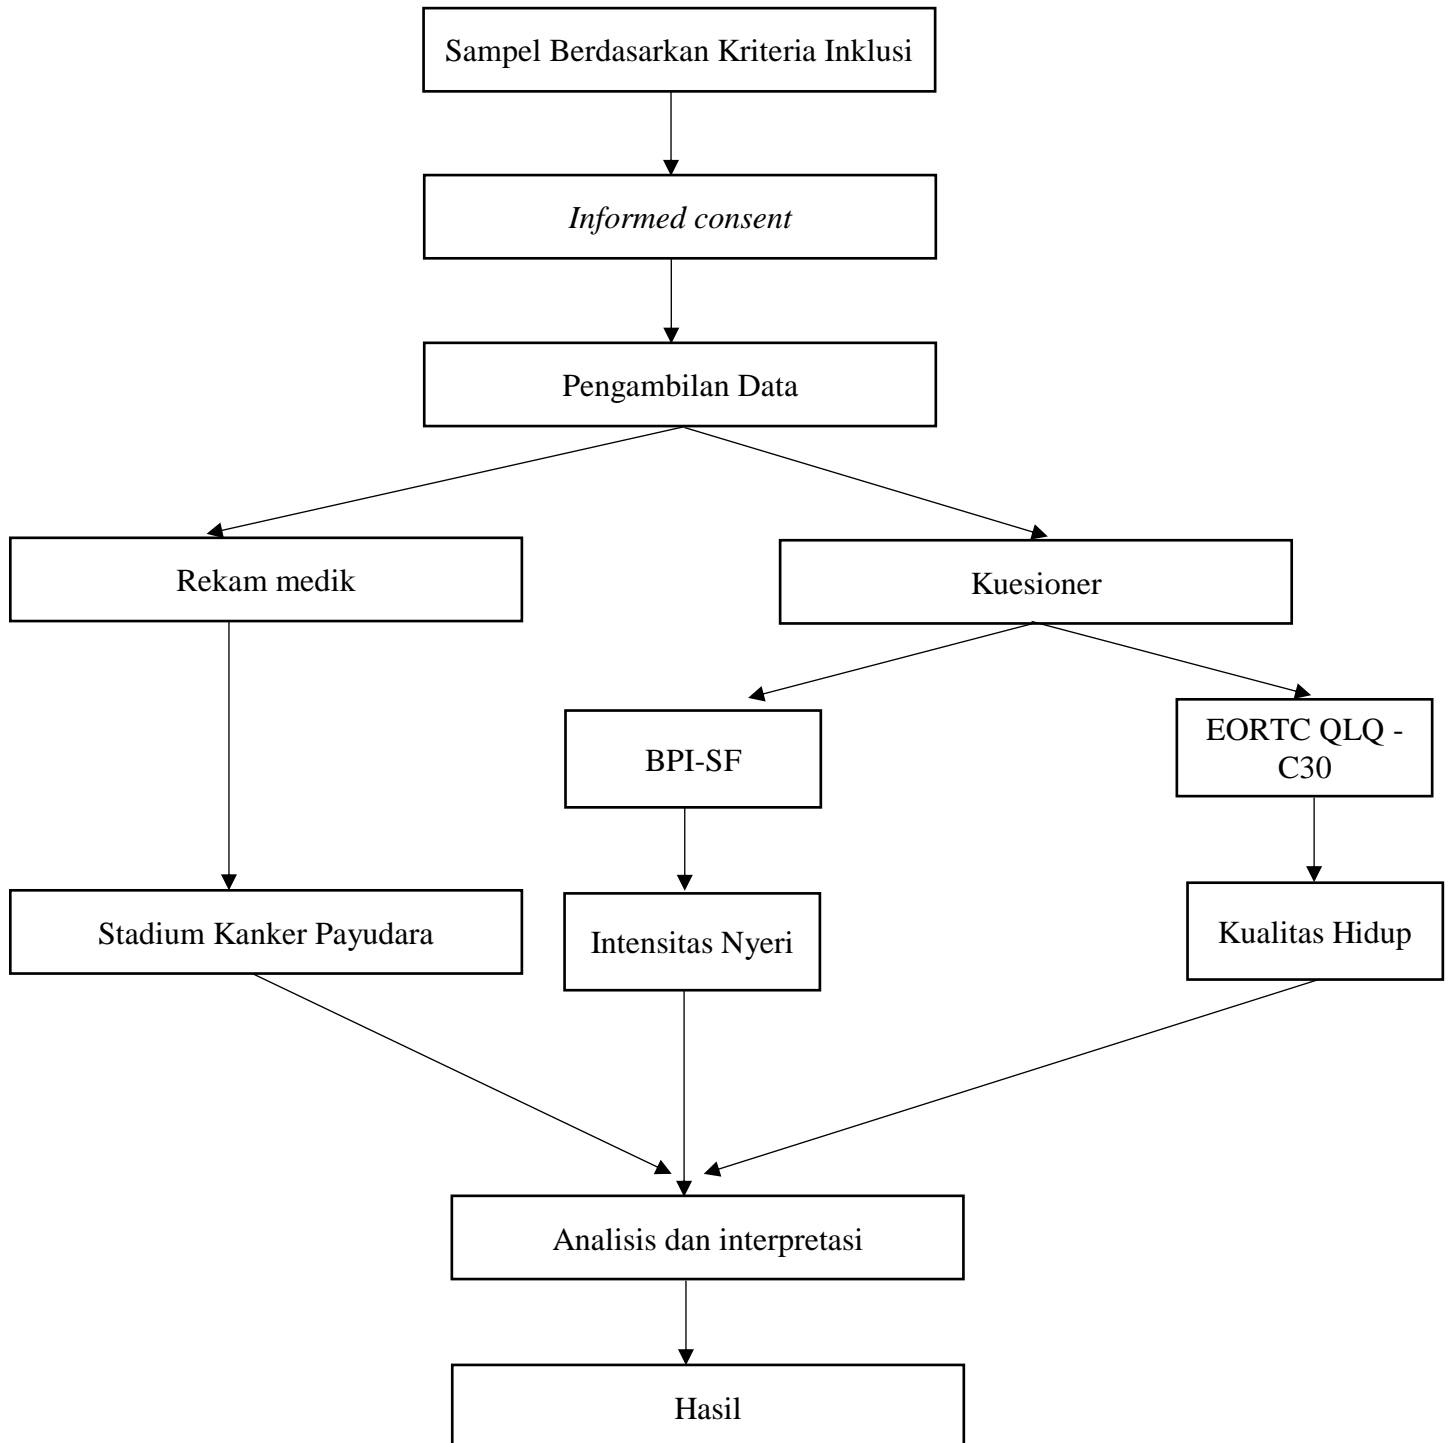 Sampel Berdasarkan Kriteria Inklusi
Informed consent
Pengambilan Data
Rekam medik
Kuesioner
BPI-SF
EORTC QLQ -
C30
Stadium Kanker Payudara
Intensitas Nyeri
Kualitas Hidup
Analisis dan interpretasi
Hasil